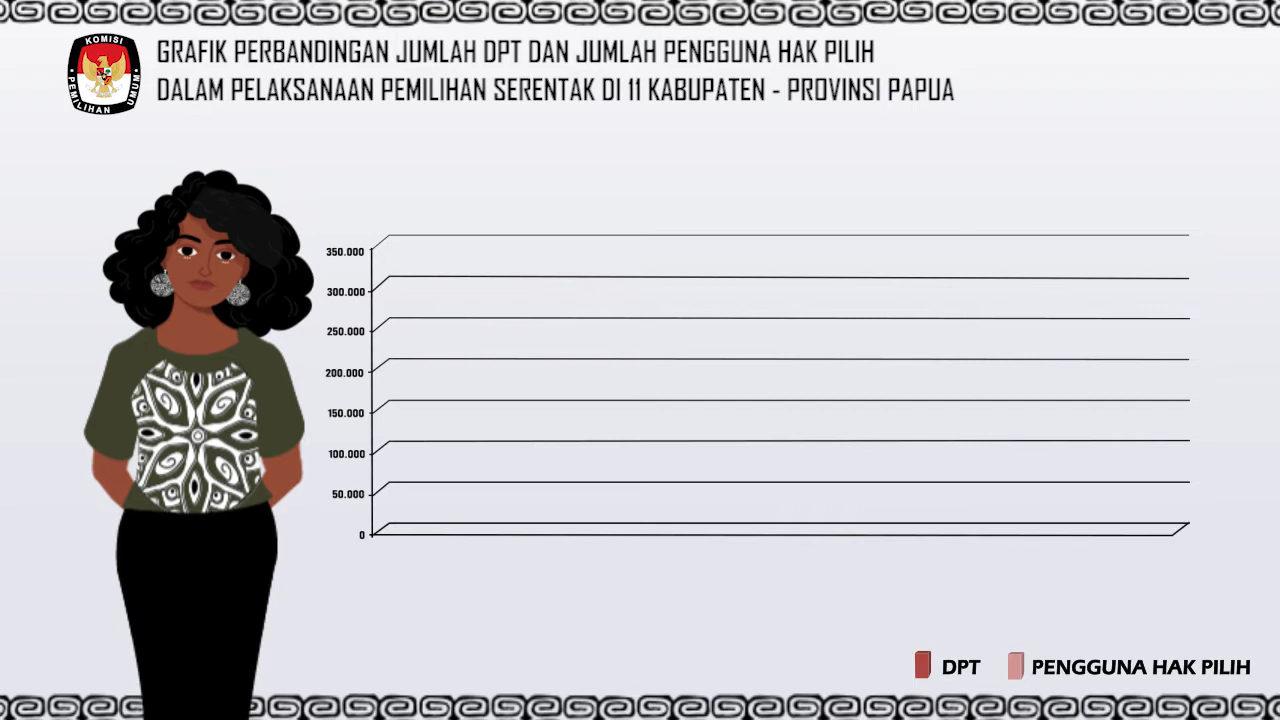 KOMISI
PEMILIHAN UMUM
GRAFIK PERBANDINGAN JUMLAH DPT DAN JUMLAH PENGGUNA HAK PILIH
DALAM PELAKSANAAN PEMILIHAN SERENTAK DI 11 KABUPATEN - PROVINSI PAPUA
350.000
300.000
250.000
200.000
150.000
100.000
50.000
0
DPT
PENGGUNA HAK PILIH